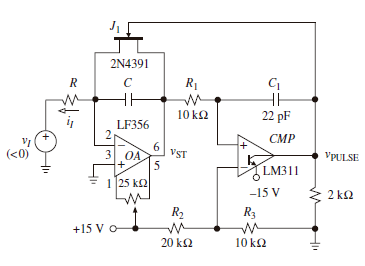 J1
2N4391
R
C
R1
C1
iI
10 kΩ
22 pF
LF356
CMP
vI
(<0)
2
3
OA
6
vST
vPULSE
1
5
25 kΩ
LM311
–15 V
2 kΩ
+15 V
R2
R3
20 kΩ
10 kΩ
– + + – +